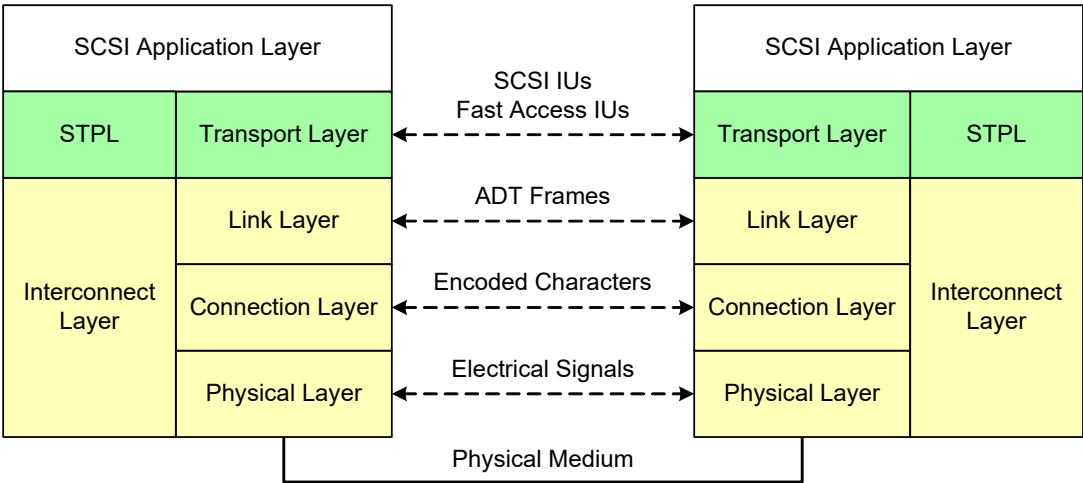 SCSI Application Layer
SCSI Application Layer
SCSI IUs
Fast Access IUs
STPL
Transport Layer
Transport Layer
STPL
ADT Frames
Link Layer
Link Layer
Encoded Characters
Interconnect
Layer
Connection Layer
Connection Layer
Interconnect
Layer
Electrical Signals
Physical Layer
Physical Layer
Physical Medium